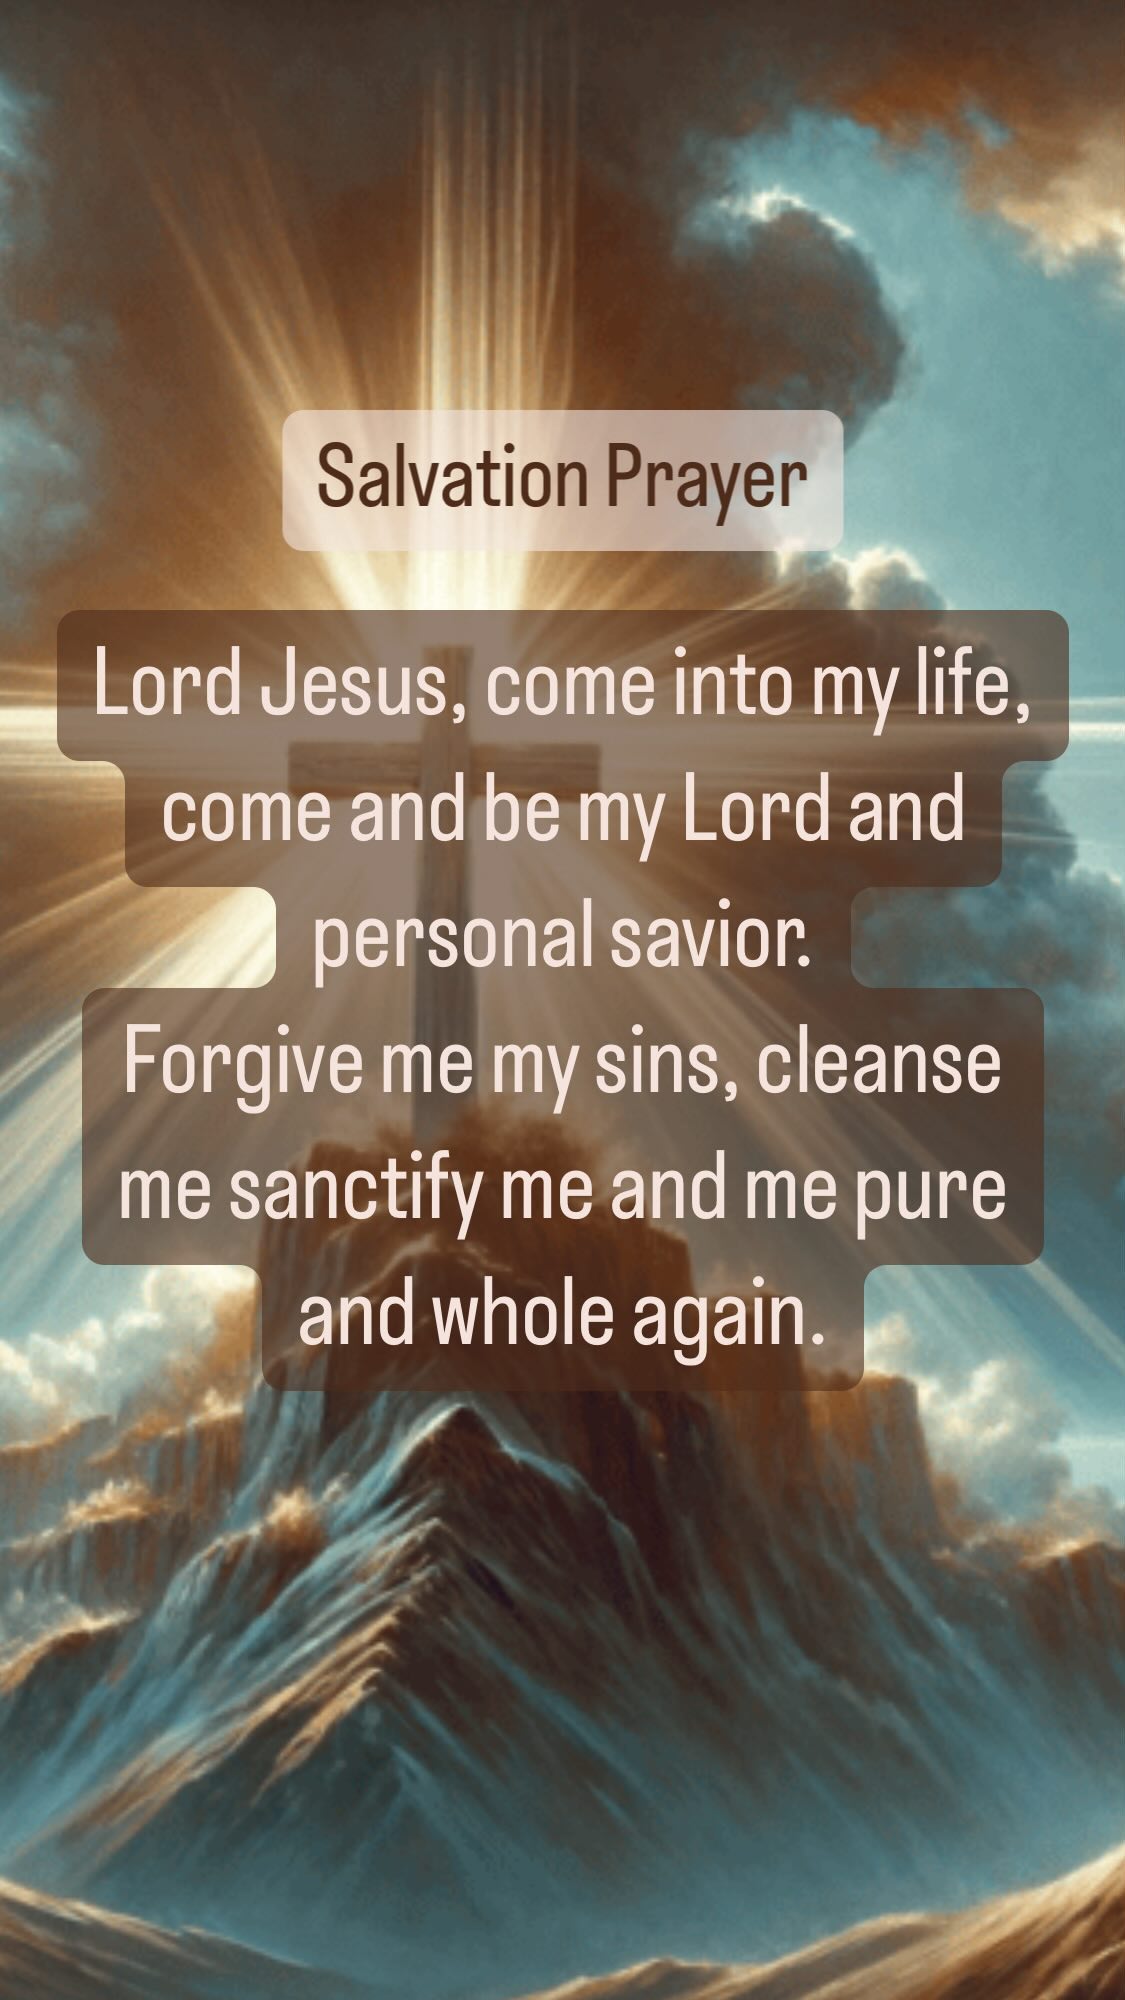 Salvation Prayer
Lord Jesus, come into my life,
come and be my Lord and
personal savior.
Forgive me my sins, cleanse
me sanctify me and me pure
and whole again.